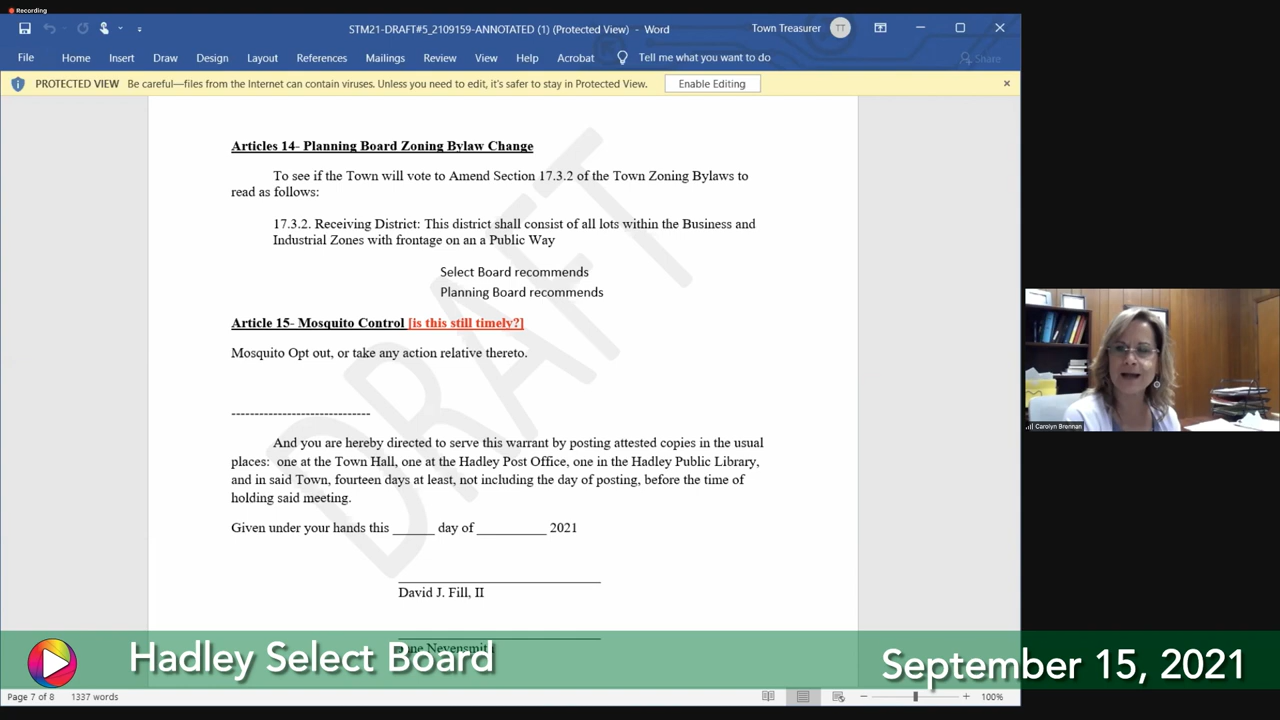 Recording
STM21-DRAFT#5_2109159-ANNOTATED (1) (Protected View) - Word
Town Treasurer
TT
File Home Insert Draw Design Layout References Mailings Review View Help Acrobat Tell me what you want to do
Share
PROTECTED VIEW Be careful—files from the Internet can contain viruses. Unless you need to edit, it's safer to stay in Protected View. Enable Editing
Articles 14- Planning Board Zoning Bylaw Change
To see if the Town will vote to Amend Section 17.3.2 of the Town Zoning Bylaws to
read as follows:
17.3.2. Receiving District: This district shall consist of all lots within the Business and
Industrial Zones with frontage on an a Public Way
Select Board recommends
Planning Board recommends
Article 15- Mosquito Control [is this still timely?]
Mosquito Opt out, or take any action relative thereto.
------------------------------
And you are hereby directed to serve this warrant by posting attested copies in the usual
places: one at the Town Hall, one at the Hadley Post Office, one in the Hadley Public Library,
and in said Town, fourteen days at least, not including the day of posting, before the time of
holding said meeting.
Given under your hands this ______ day of __________ 2021
David J. Fill, II
Jane Nevensmith
DRAFT
Carolyn Brennan
Hadley Select Board
September 15, 2021
Page 7 of 8 1337 words
100%